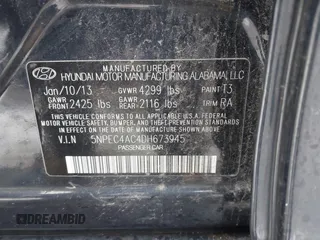 HYUNDAI MOTOR MANUFACTURING ALABAMA, LLC
Jan/10/13 GVWR 4299 lbs PAINT T3
GAWR FRONT 2425 lbs GAWR REAR 2116 lbs TRIM RA
THIS VEHICLE CONFORMS TO ALL APPLICABLE
U.S. FEDERAL MOTOR VEHICLE SAFETY, BUMPER,
AND THEFT PREVENTION STANDARDS IN EFFECT ON
THE DATE OF MANUFACTURE SHOWN ABOVE.
V.I.N 5NPEC4AC4DH673945
PASSENGER CAR
DREAMBID